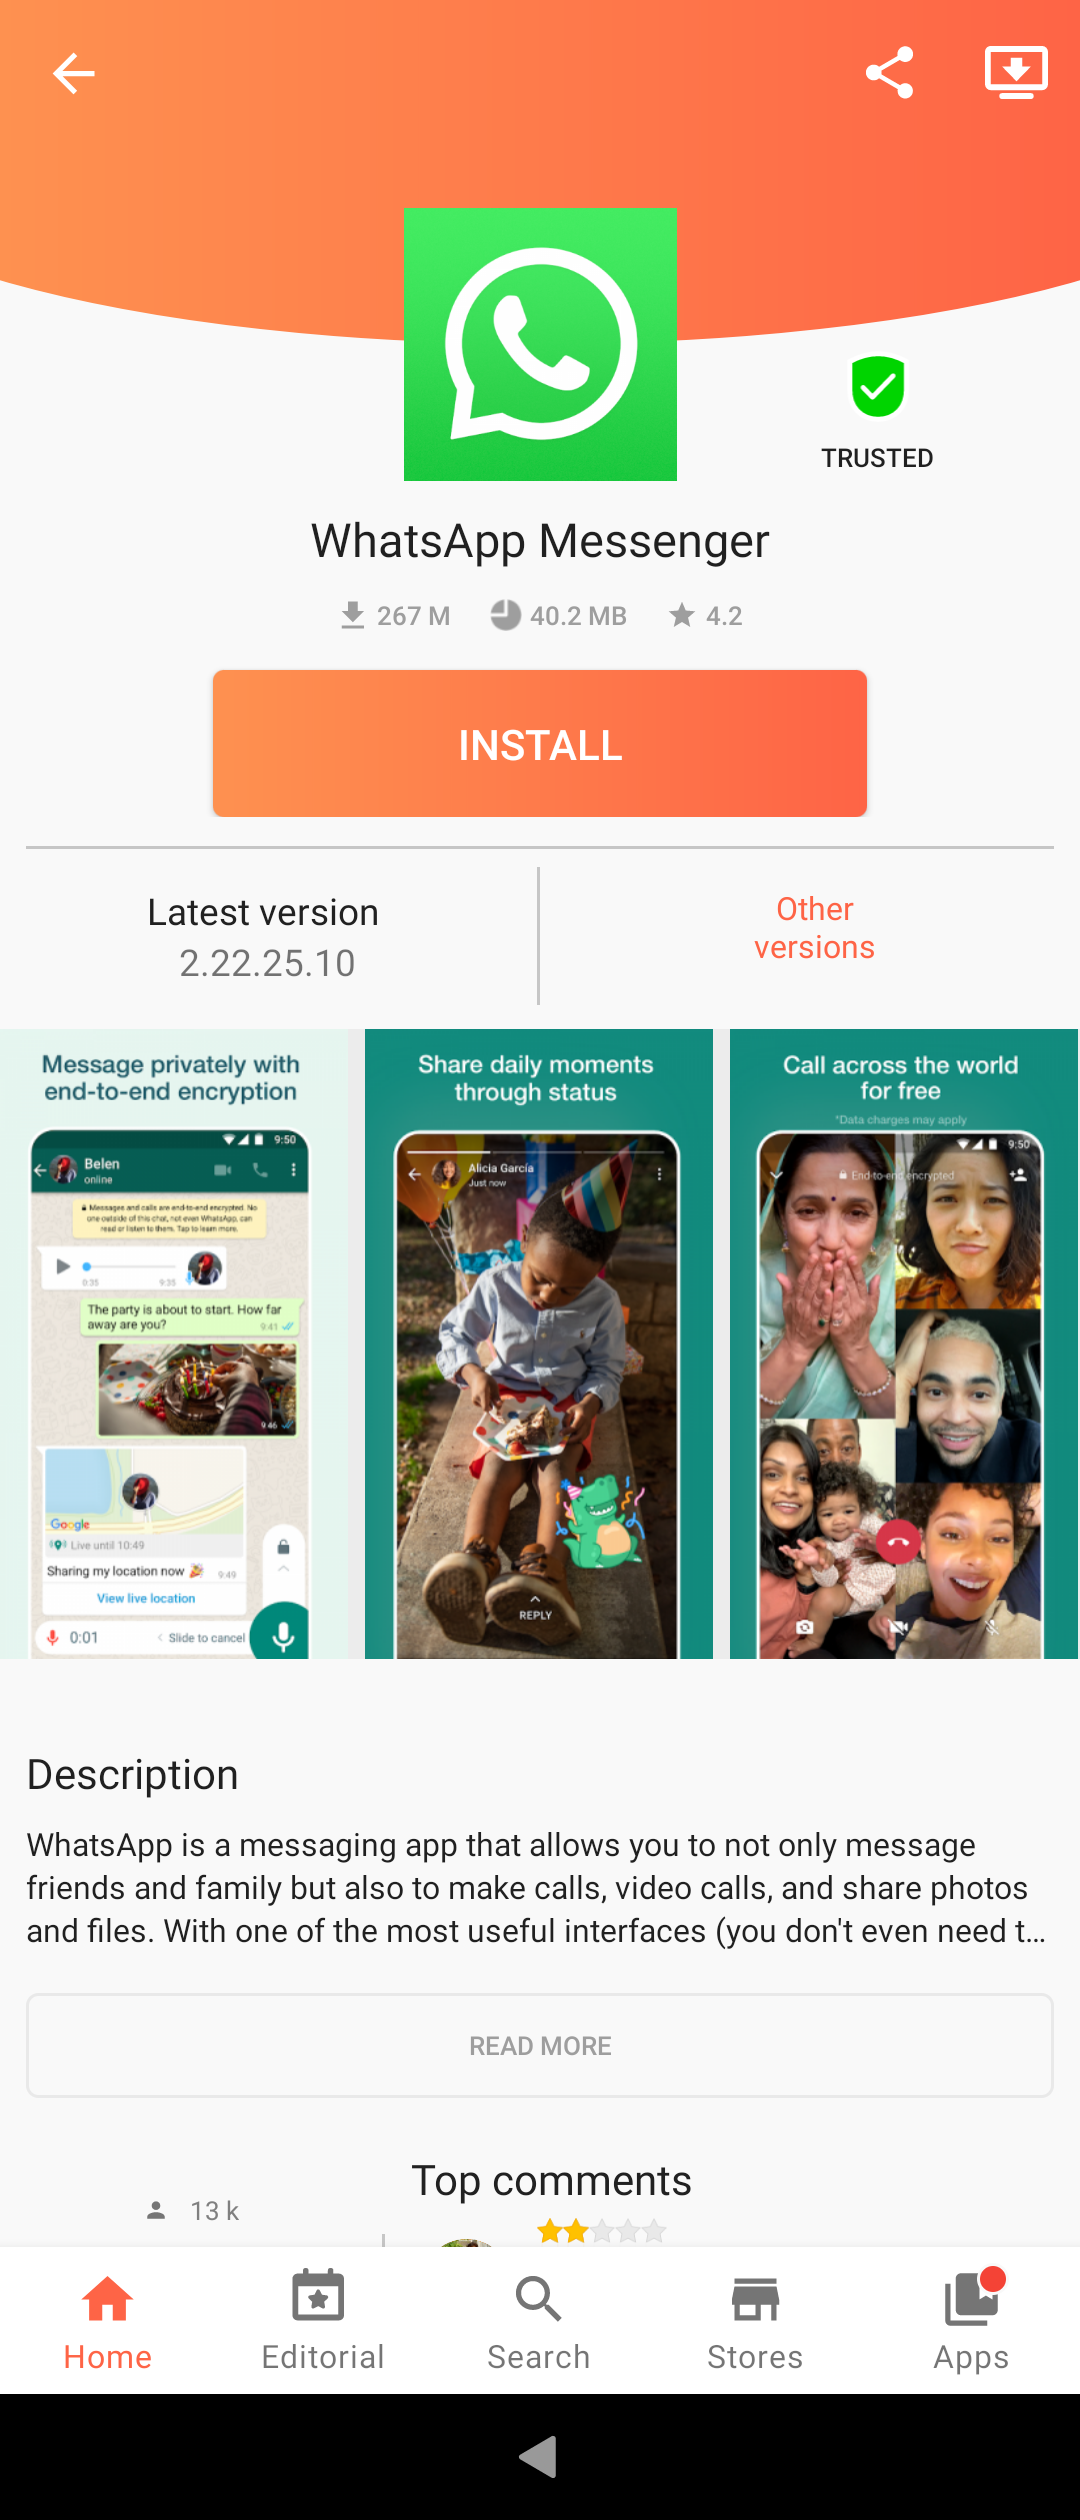 TRUSTED
WhatsApp Messenger
267 M 40.2 MB 4.2
INSTALL
Latest version
2.22.25.10
Other
versions
Message privately with
end-to-end encryption
9:50
Belen
online
Messages and calls are end-to-end encrypted. No
one outside of this chat, not even WhatsApp, can
read or listen to them. Tap to learn more.
0:35 9:35
The party is about to start. How far
away are you?
9:41
9:46
Google
Live until 10:49
Sharing my location now 🎉 9:49
View live location
0:01 < Slide to cancel
Share daily moments
through status
Alicia García
Just now
REPLY
Call across the world
for free
*Data charges may apply
9:50
End-to-end encrypted
Description
WhatsApp is a messaging app that allows you to not only message
friends and family but also to make calls, video calls, and share photos
and files. With one of the most useful interfaces (you don't even need t…
READ MORE
Top comments
13 k
Home Editorial Search Stores Apps